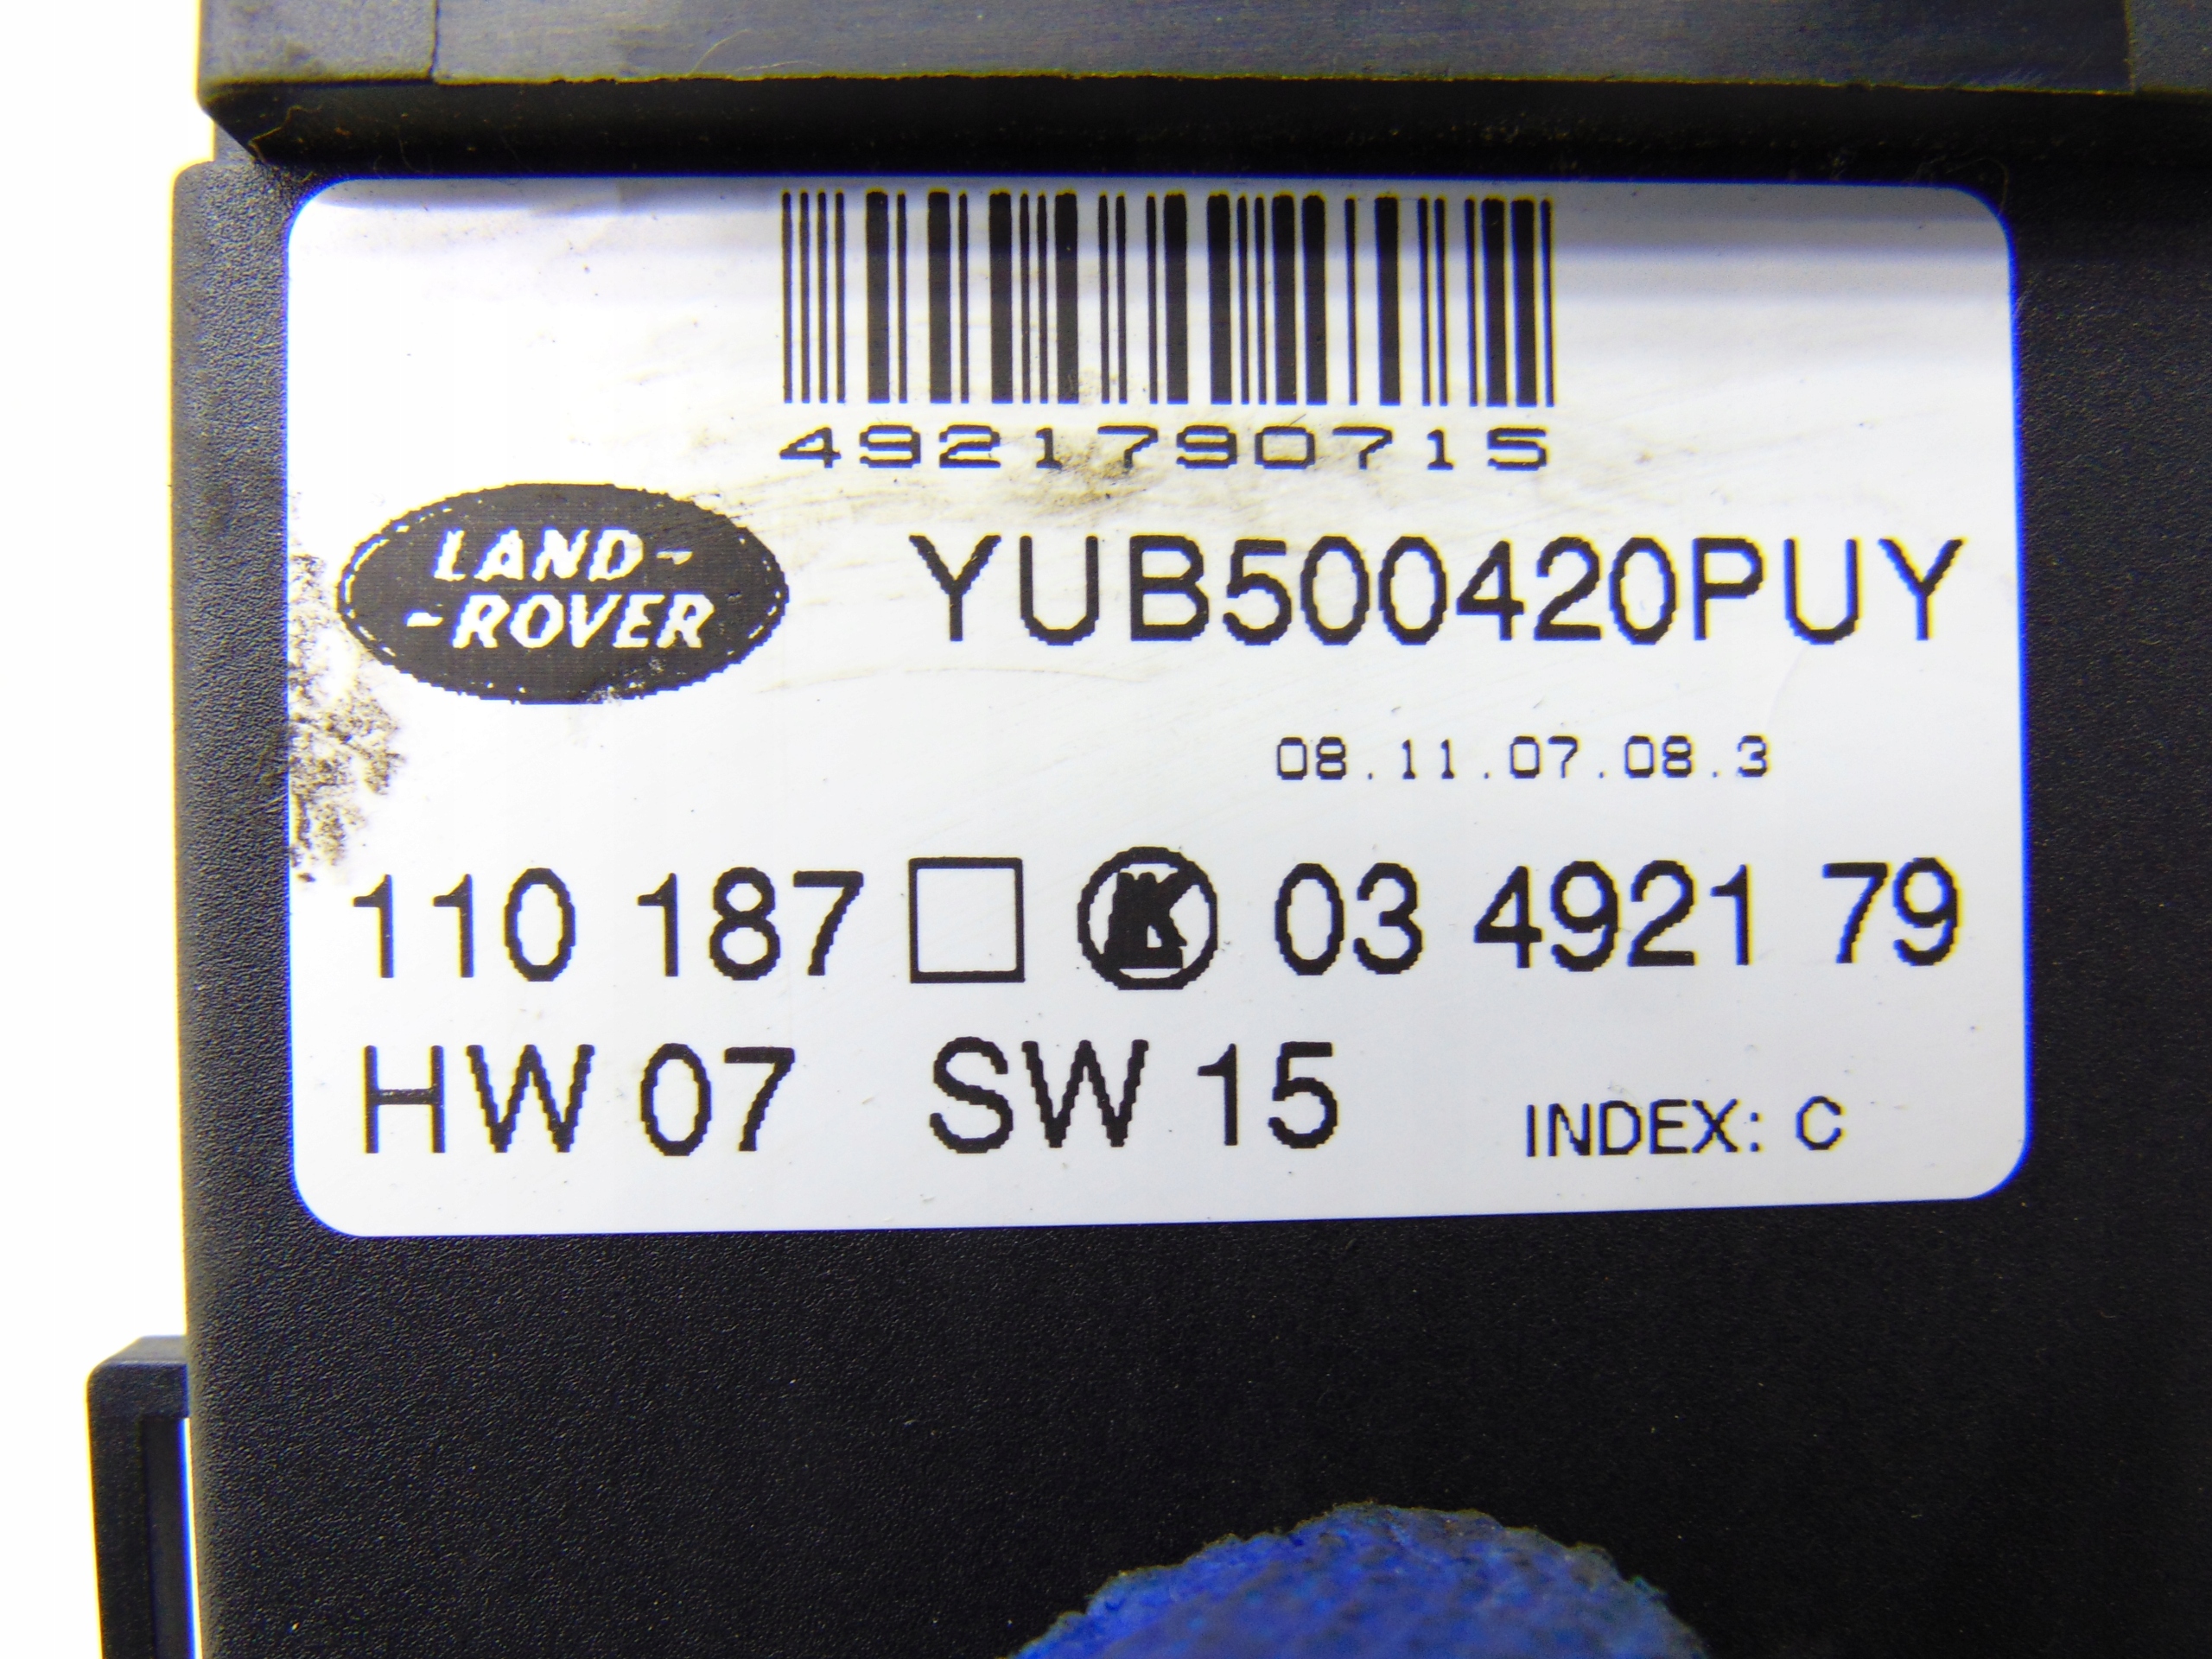 4921790715
LAND-
-ROVER
YUB500420PUY
08.11.07.08.3
110 187 03 4921 79
HW 07 SW 15 INDEX: C